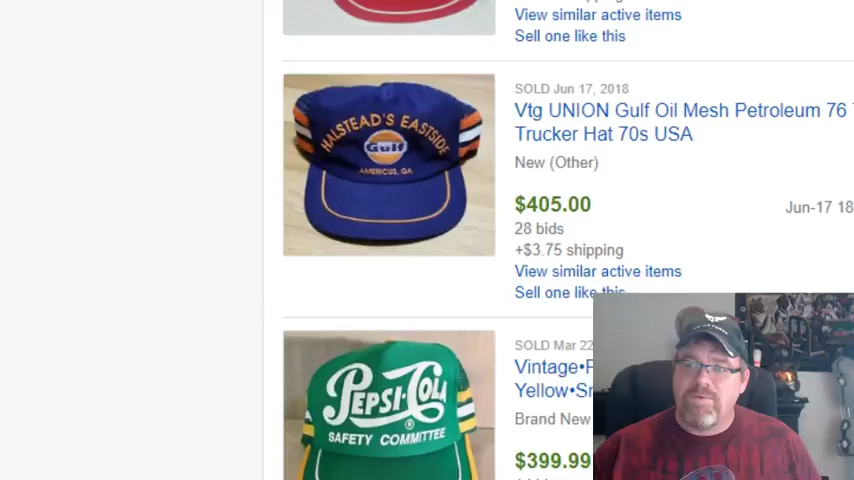 View similar active items
Sell one like this
SOLD Jun 17, 2018
Vtg UNION Gulf Oil Mesh Petroleum 76
Trucker Hat 70s USA
New (Other)
$405.00
Jun-17 18
28 bids
+$3.75 shipping
View similar active items
Sell one like this
HALSTEAD'S EASTSIDE
Gulf
AMERICUS, GA
SOLD Mar 22
Vintage•
Yellow•
Brand New
$399.99
PEPSI-COLA
SAFETY COMMITTEE